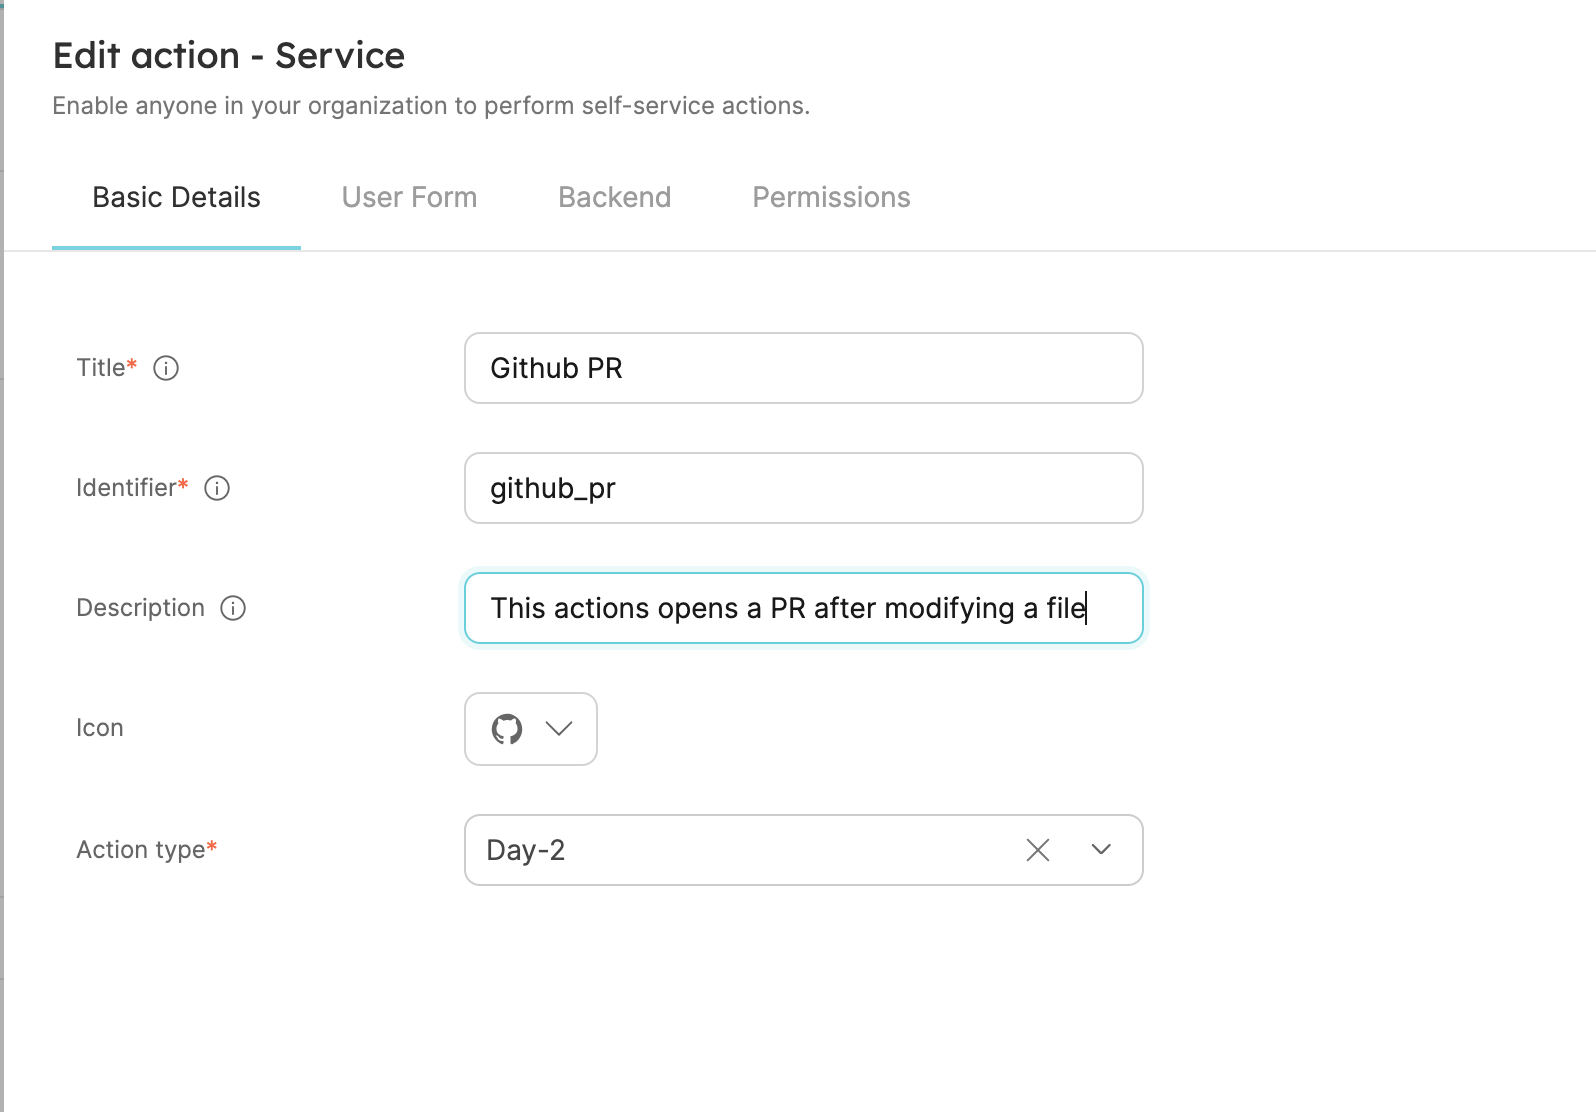 Edit action - Service
Enable anyone in your organization to perform self-service actions.
Basic Details User Form Backend Permissions
Title* Github PR
Identifier* github_pr
Description This actions opens a PR after modifying a file
Icon
Action type* Day-2